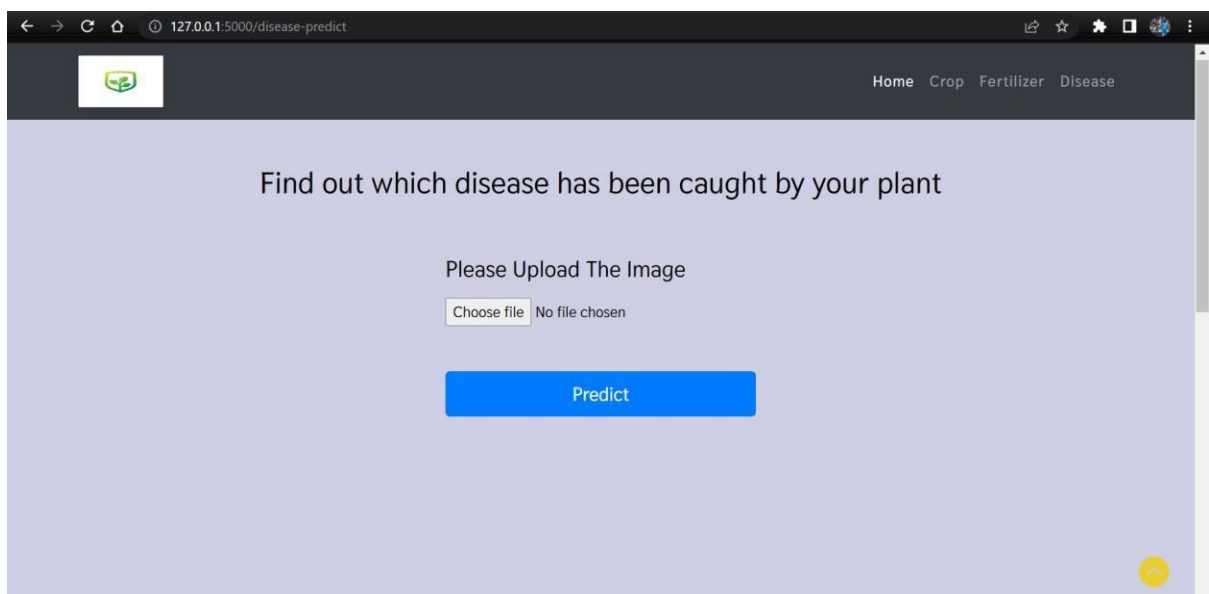 127.0.0.1:5000/disease-predict
Home Crop Fertilizer Disease
Find out which disease has been caught by your plant
Please Upload The Image
Choose file No file chosen
Predict